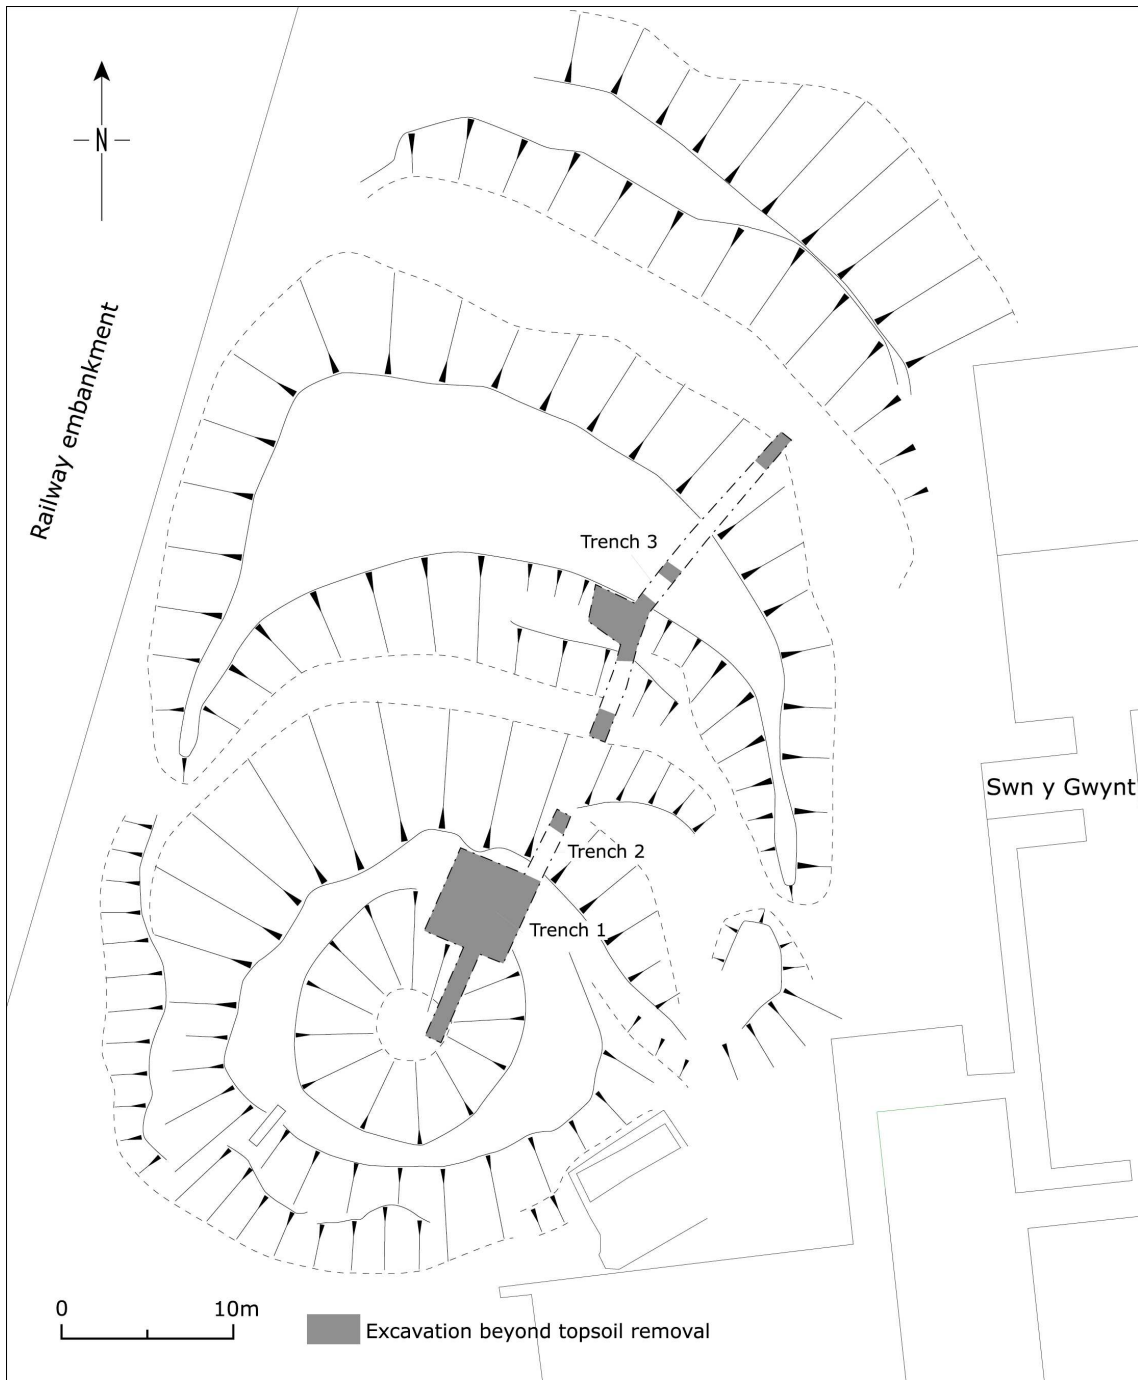 N
Railway embankment
Trench 3
Swn y Gwynt
Trench 2
Trench 1
0 10m
Excavation beyond topsoil removal